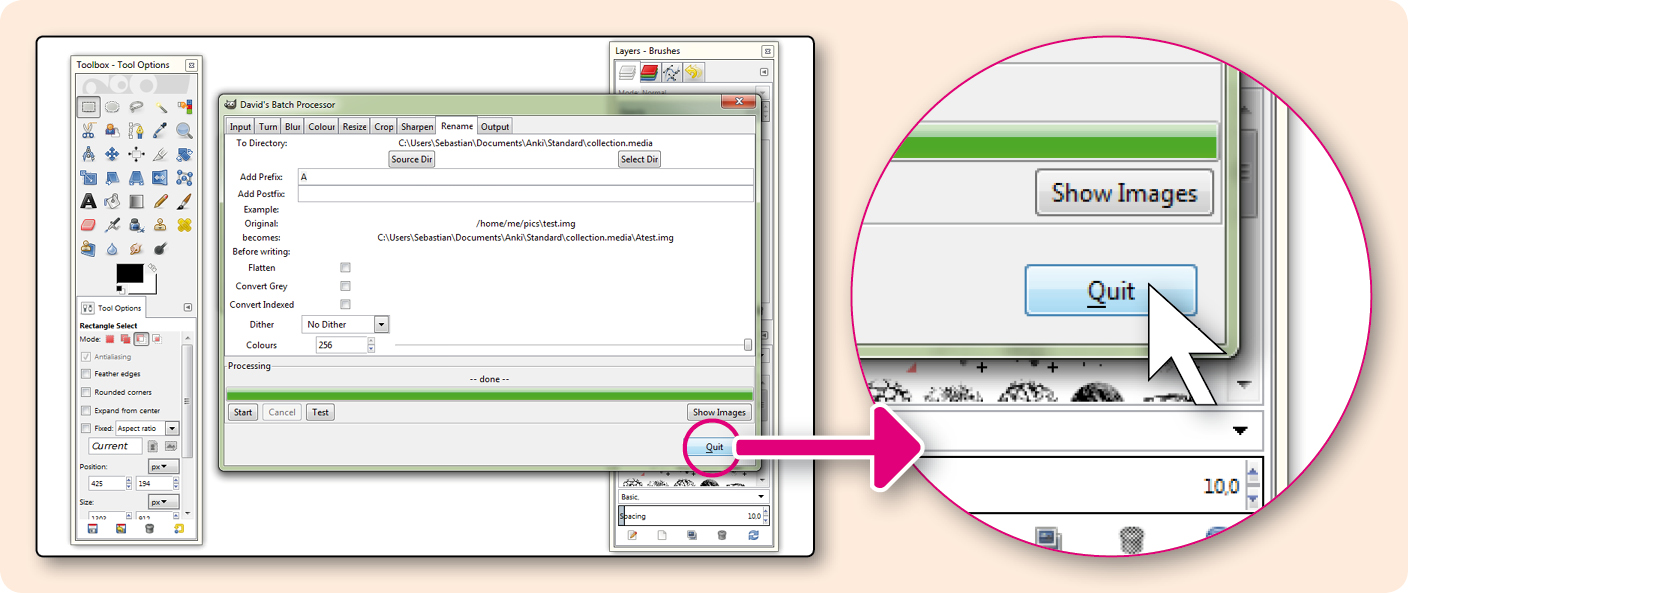 Toolbox - Tool Options
Tool Options
Rectangle Select
Mode:
Antialiasing
Feather edges
Rounded corners
Expand from center
Fixed: Aspect ratio
Current
Position:
px
425 194
Size:
px
David's Batch Processor
Input Turn Blur Colour Resize Crop Sharpen Rename Output
To Directory: C:\Users\Sebastian\Documents\Anki\Standard\collection.media
Source Dir Select Dir
Add Prefix: A
Add Postfix:
Example:
Original: /home/me/pics\test.img
becomes: C:\Users\Sebastian\Documents\Anki\Standard\collection.media\Atest.img
Before writing:
Flatten
Convert Grey
Convert Indexed
Dither No Dither
Colours 256
Processing
-- done --
Start Cancel Test Show Images
Quit
Layers - Brushes
Mode: Normal
Basic,
Spacing 10,0
Show Images
Quit
10,0